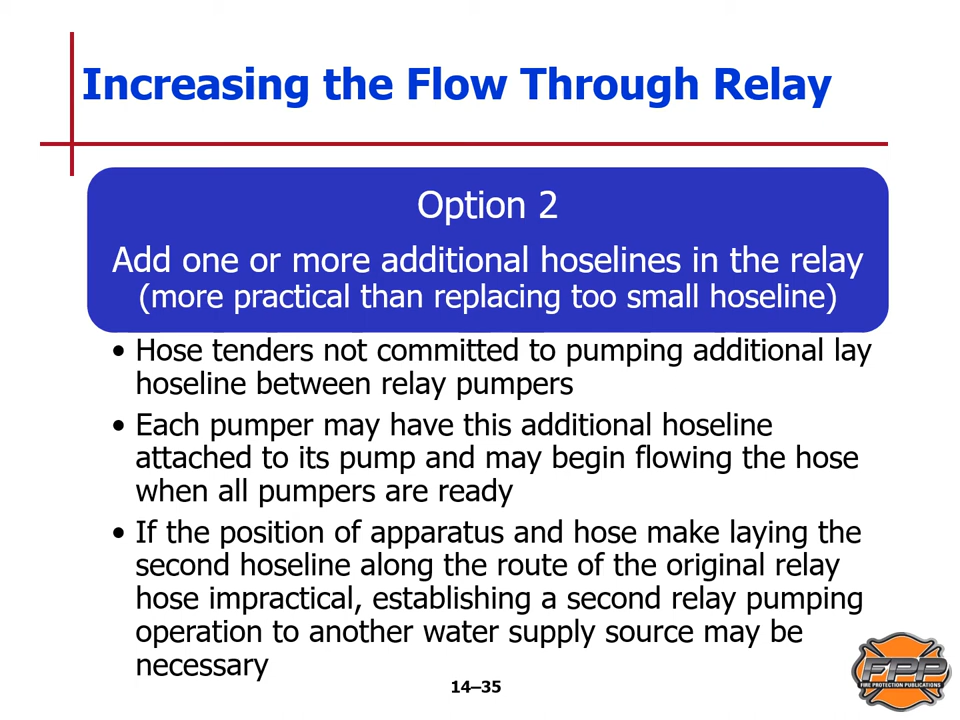 Increasing the Flow Through Relay
Option 2
Add one or more additional hoselines in the relay
(more practical than replacing too small hoseline)
• Hose tenders not committed to pumping additional lay
hoseline between relay pumpers
• Each pumper may have this additional hoseline
attached to its pump and may begin flowing the hose
when all pumpers are ready
• If the position of apparatus and hose make laying the
second hoseline along the route of the original relay
hose impractical, establishing a second relay pumping
operation to another water supply source may be
necessary
14–35
FPP
FIRE PROTECTION PUBLICATIONS